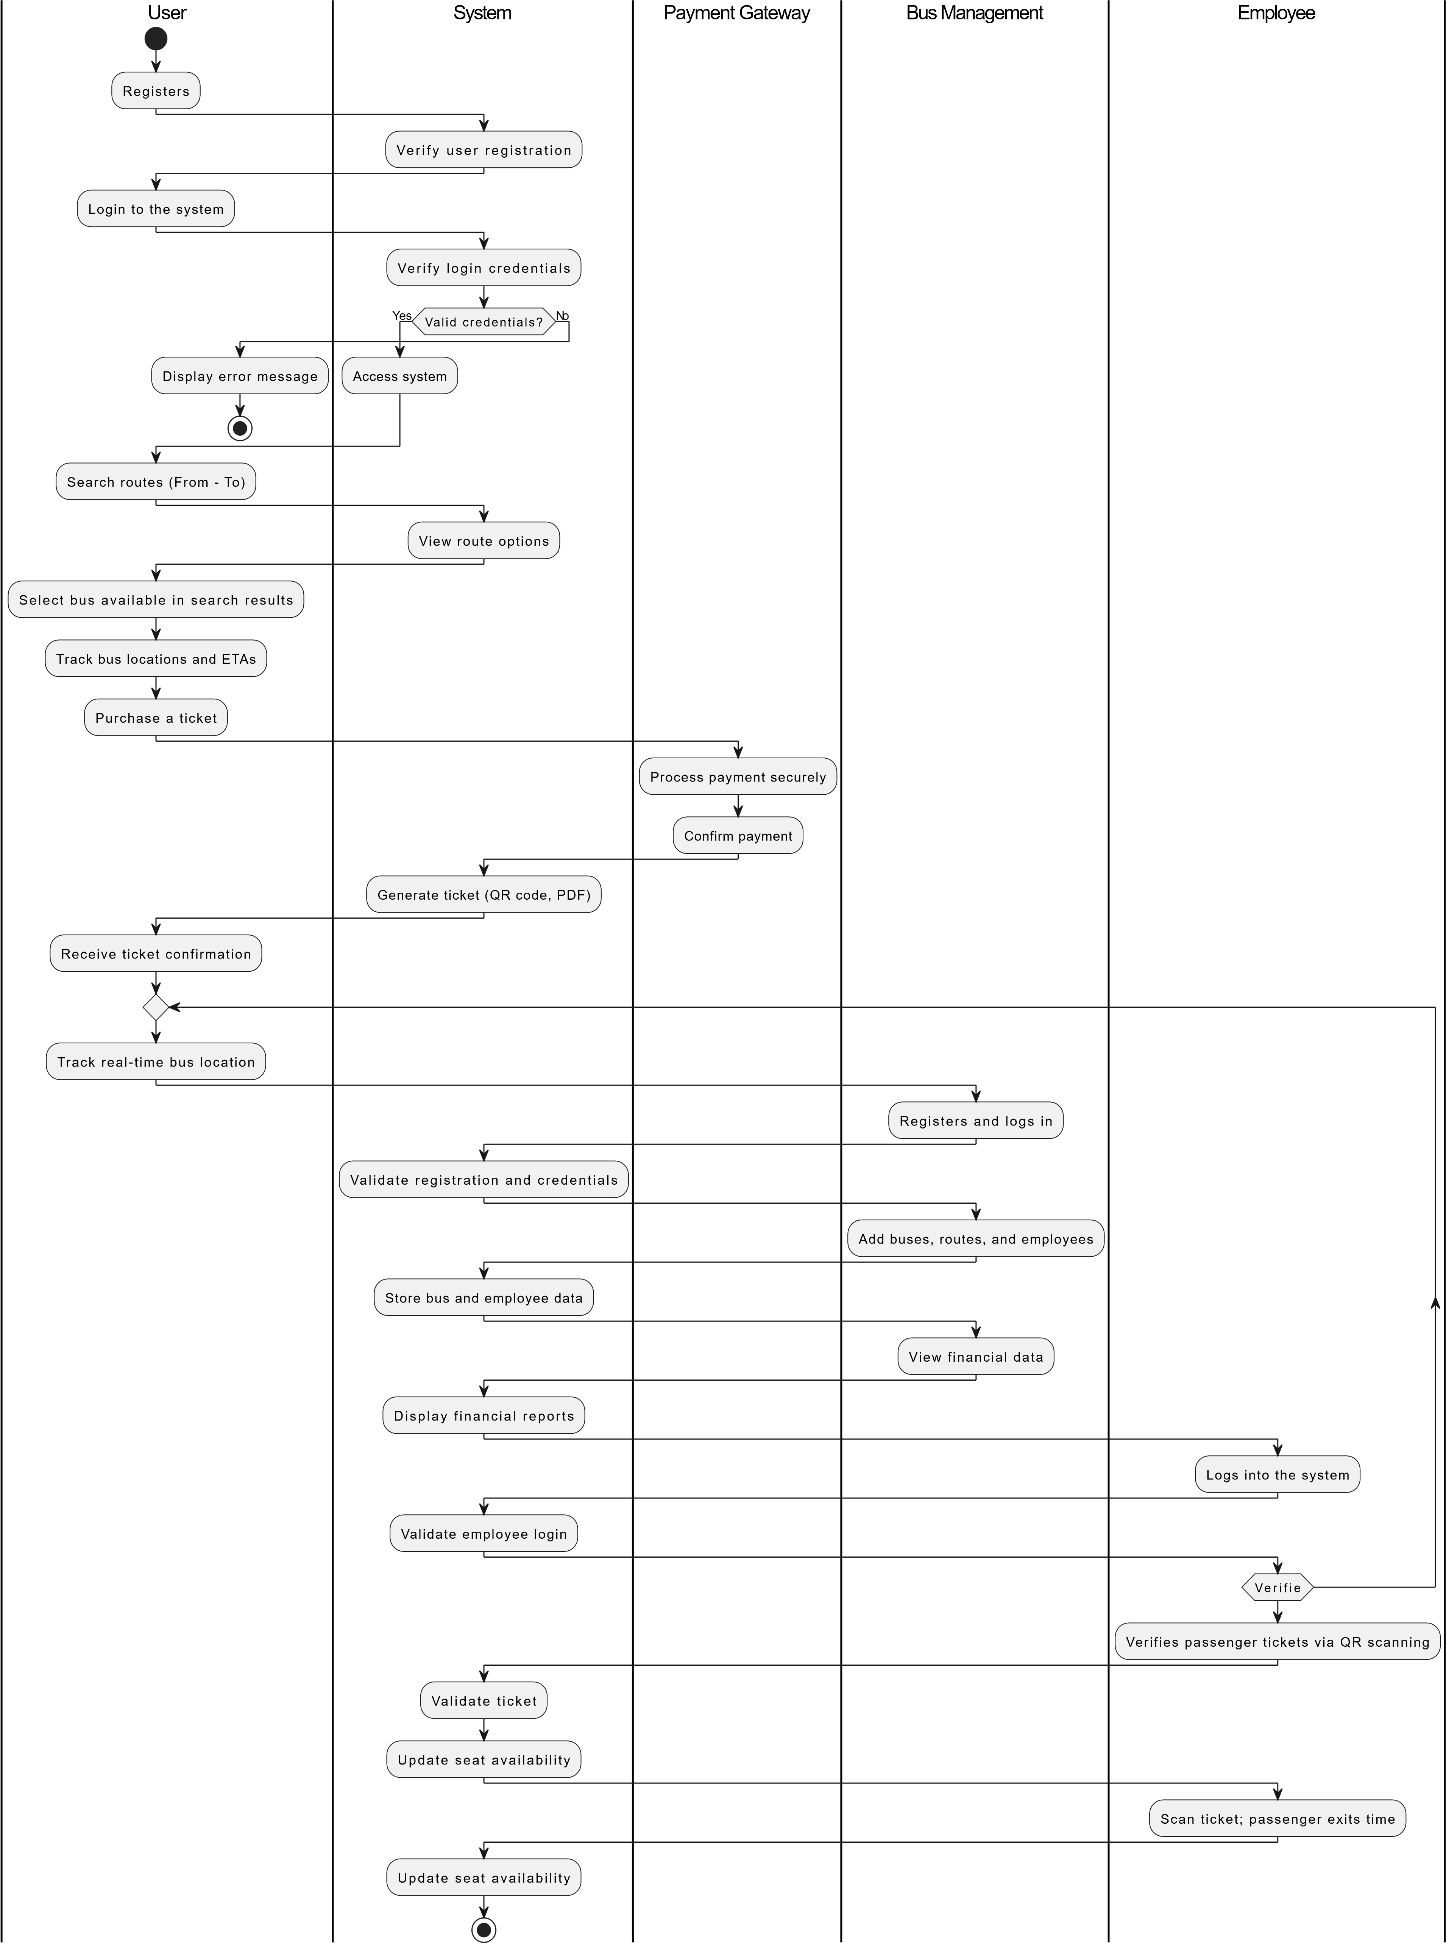 User
System
Payment Gateway
Bus Management
Employee
Registers
Verify user registration
Login to the system
Verify login credentials
Yes
Valid credentials?
No
Display error message
Access system
Search routes (From - To)
View route options
Select bus available in search results
Track bus locations and ETAs
Purchase a ticket
Process payment securely
Confirm payment
Generate ticket (QR code, PDF)
Receive ticket confirmation
Track real-time bus location
Registers and logs in
Validate registration and credentials
Add buses, routes, and employees
Store bus and employee data
View financial data
Display financial reports
Logs into the system
Validate employee login
Verifie
Verifies passenger tickets via QR scanning
Validate ticket
Update seat availability
Scan ticket; passenger exits time
Update seat availability